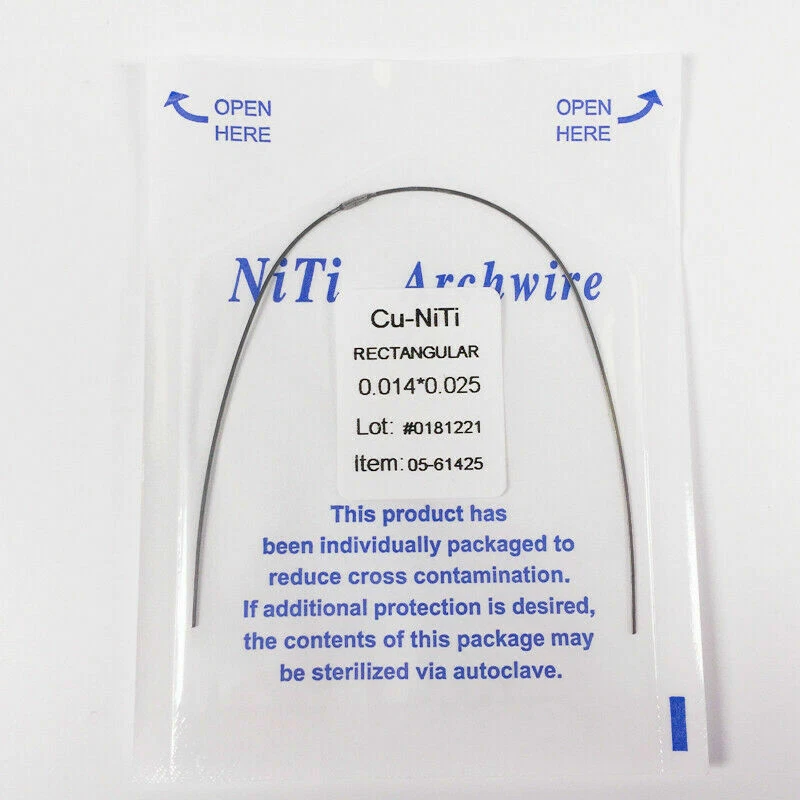 OPEN
HERE
OPEN
HERE
NiTi Archwire
Cu-NiTi
RECTANGULAR
0.014*0.025
Lot: #0181221
Item: 05-61425
This product has
been individually packaged to
reduce cross contamination.
If additional protection is desired,
the contents of this package may
be sterilized via autoclave.